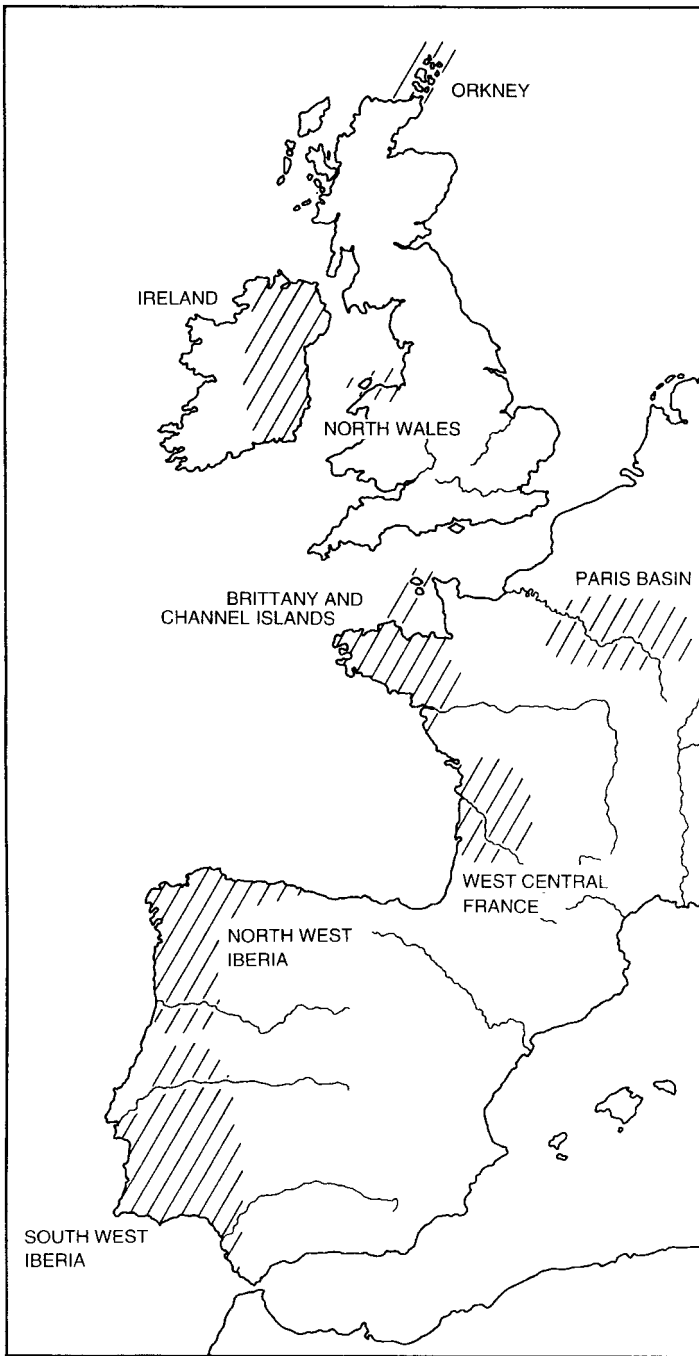 ORKNEY
IRELAND
NORTH WALES
PARIS BASIN
BRITTANY AND
CHANNEL ISLANDS
WEST CENTRAL
FRANCE
NORTH WEST
IBERIA
SOUTH WEST
IBERIA